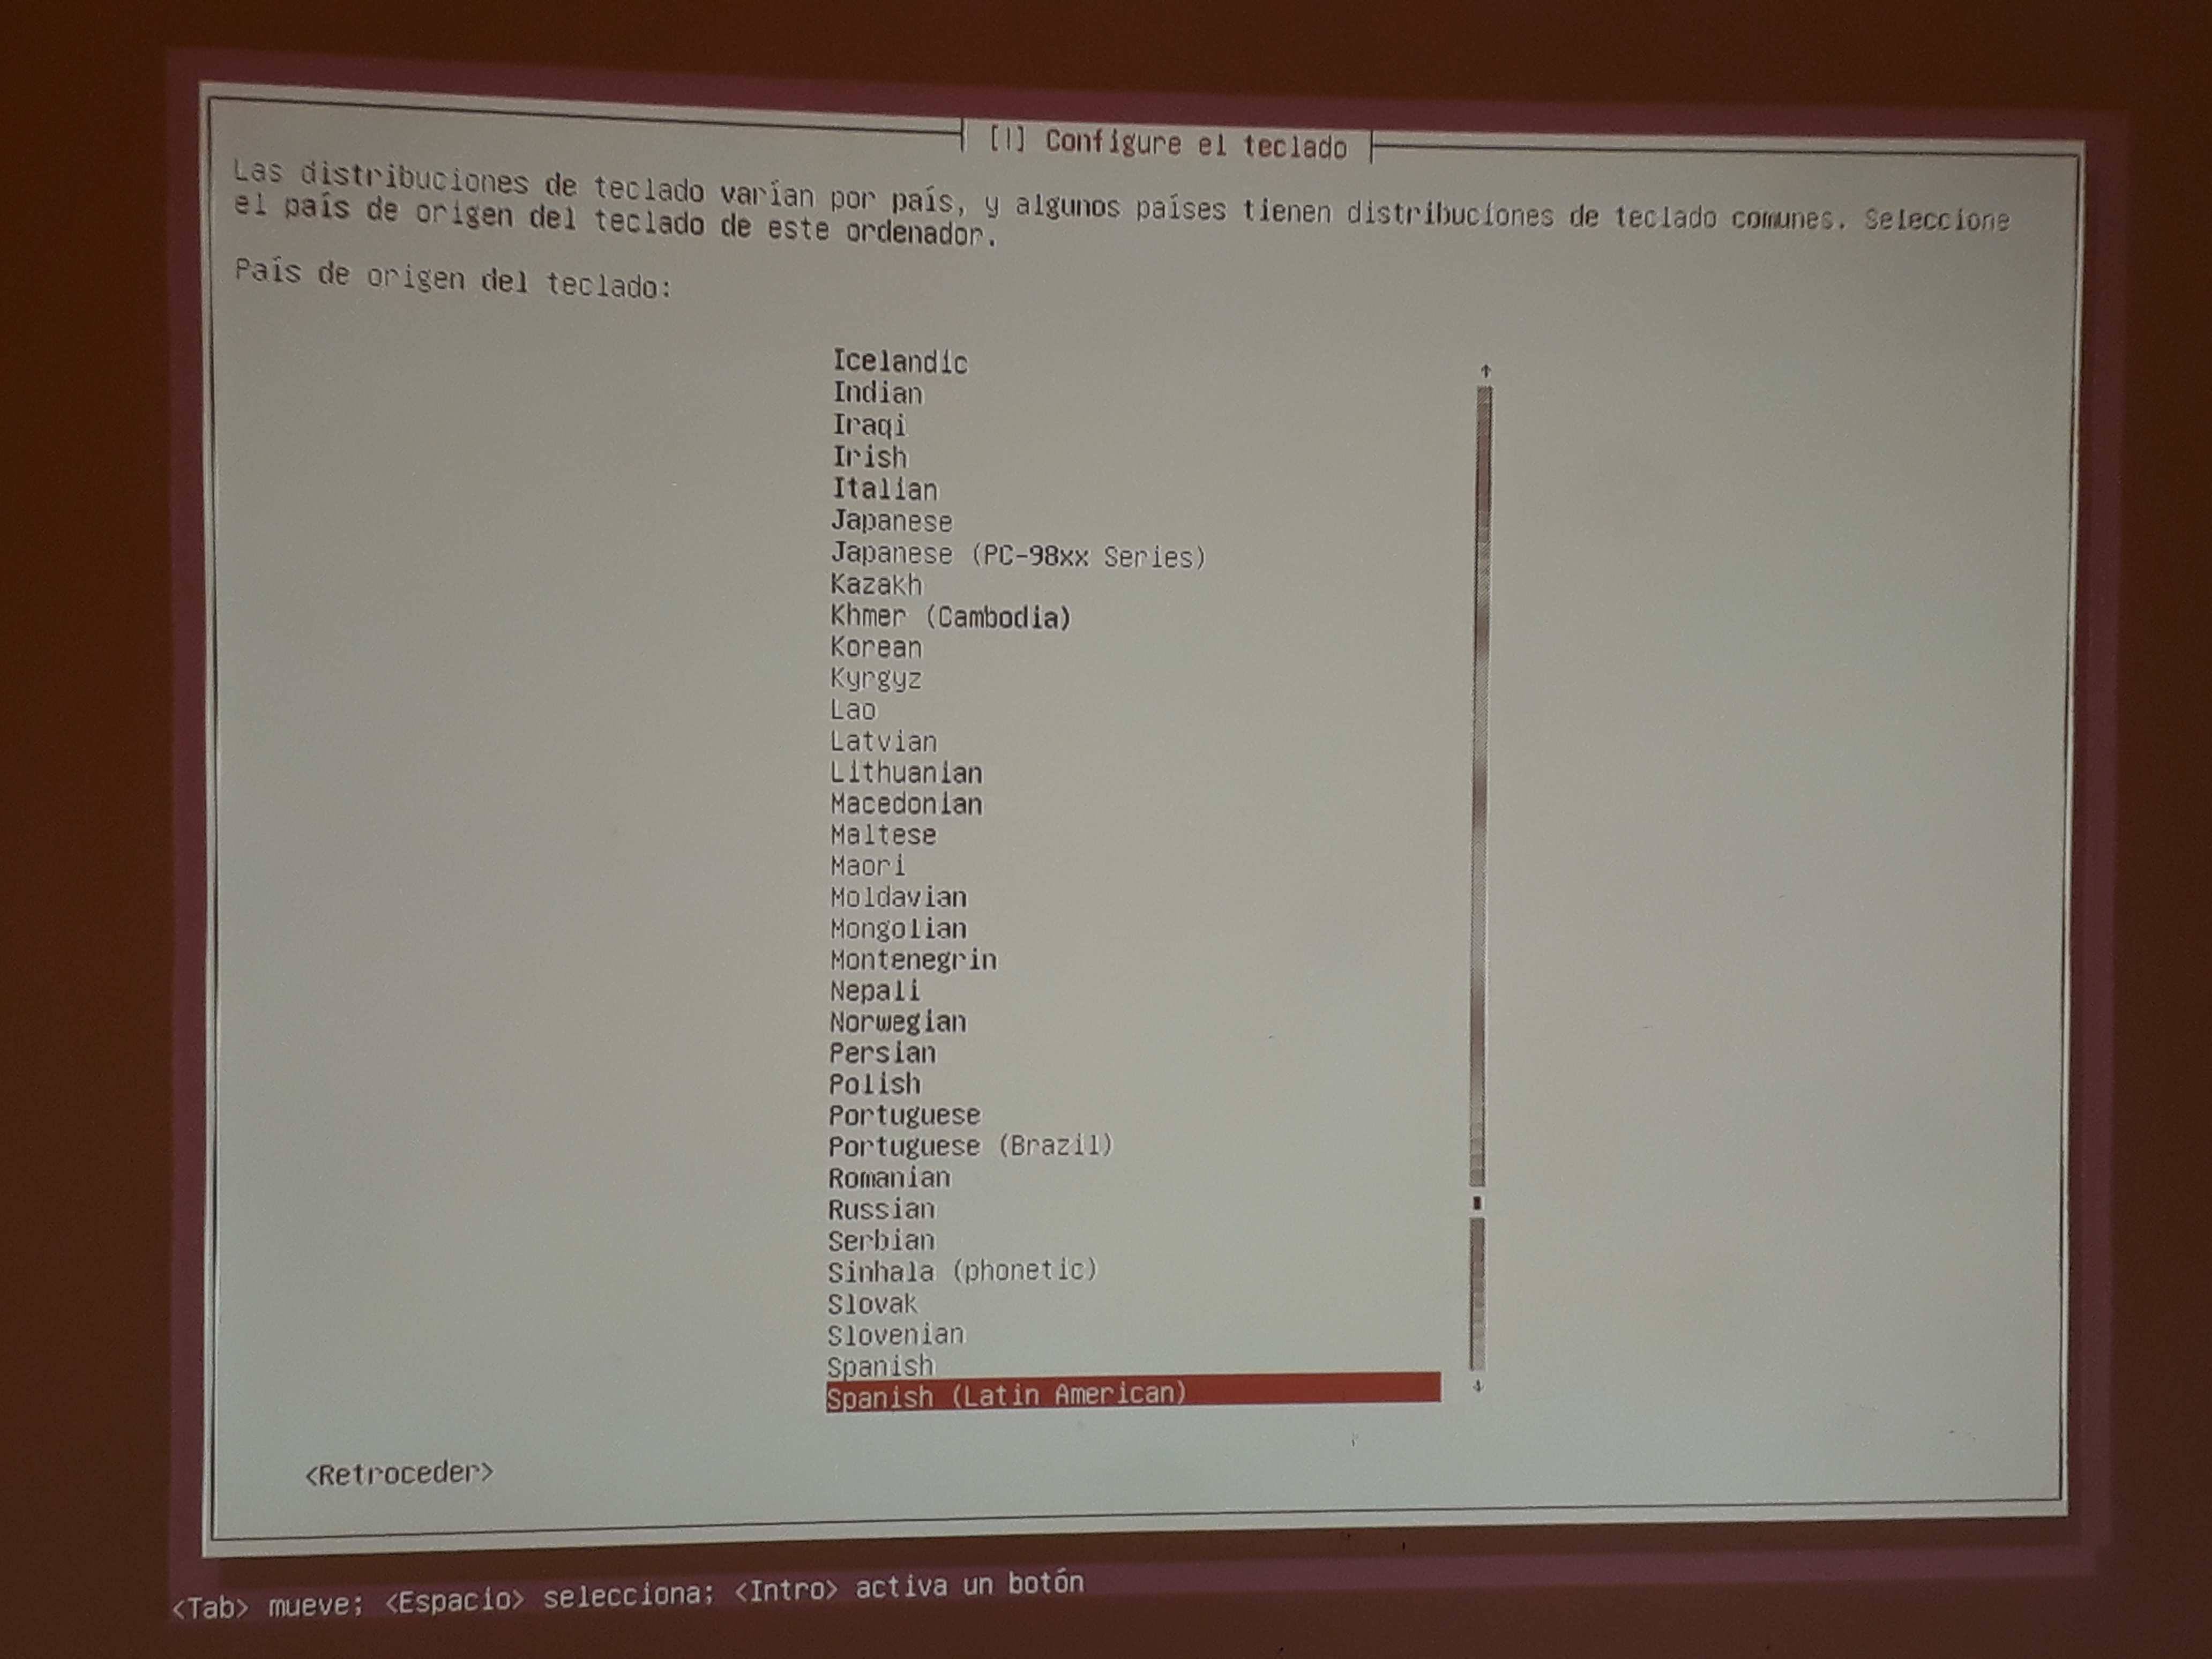 [!] Configure el teclado
Las distribuciones de teclado varían por país, y algunos países tienen distribuciones de teclado comunes. Seleccione
el país de origen del teclado de este ordenador.
País de origen del teclado:
Icelandic
Indian
Iraqi
Irish
Italian
Japanese
Japanese (PC-98xx Series)
Kazakh
Khmer (Cambodia)
Korean
Kyrgyz
Lao
Latvian
Lithuanian
Macedonian
Maltese
Maori
Moldavian
Mongolian
Montenegrin
Nepali
Norwegian
Persian
Polish
Portuguese
Portuguese (Brazil)
Romanian
Russian
Serbian
Sinhala (phonetic)
Slovak
Slovenian
Spanish
Spanish (Latin American)
<Retroceder>
<Tab> mueve; <Espacio> selecciona; <Intro> activa un botón